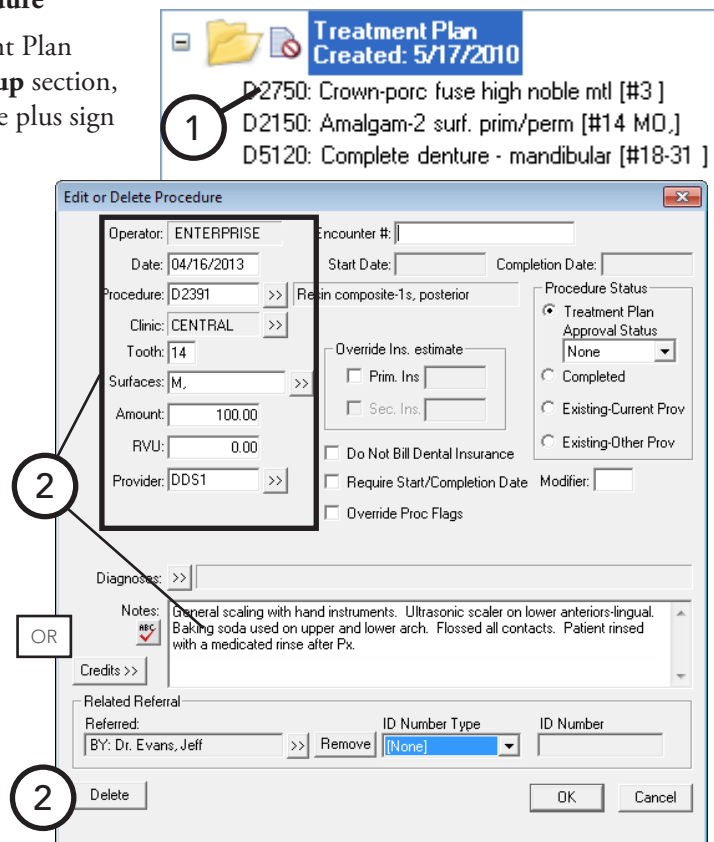 nt Plan
up section,
e plus sign
Treatment Plan
Created: 5/17/2010
1
D2750: Crown-porc fuse high noble mtl [#3 ]
D2150: Amalgam-2 surf. prim/perm [#14 MO,]
D5120: Complete denture - mandibular [#18-31 ]
Edit or Delete Procedure
Operator: ENTERPRISE
Encounter #:
Date: 04/16/2013
Start Date:
Completion Date:
Procedure: D2391 >> Resin composite-1s, posterior
Procedure Status
Treatment Plan
Approval Status
None
Completed
Existing-Current Prov
Existing-Other Prov
Clinic: CENTRAL >>
Tooth: 14
Override Ins. estimate
Prim. Ins
Sec. Ins.
Surfaces: M, >>
Amount: 100.00
RVU: 0.00
Do Not Bill Dental Insurance
Provider: DDS1 >>
Require Start/Completion Date Modifier:
Override Proc Flags
2
Diagnoses: >>
Notes:
ABC
General scaling with hand instruments. Ultrasonic scaler on lower anteriors-lingual.
Baking soda used on upper and lower arch. Flossed all contacts. Patient rinsed
with a medicated rinse after Px.
OR
Credits >>
Related Referral
Referred:
ID Number Type
ID Number
BY: Dr. Evans, Jeff >> Remove [None]
2
Delete
OK
Cancel